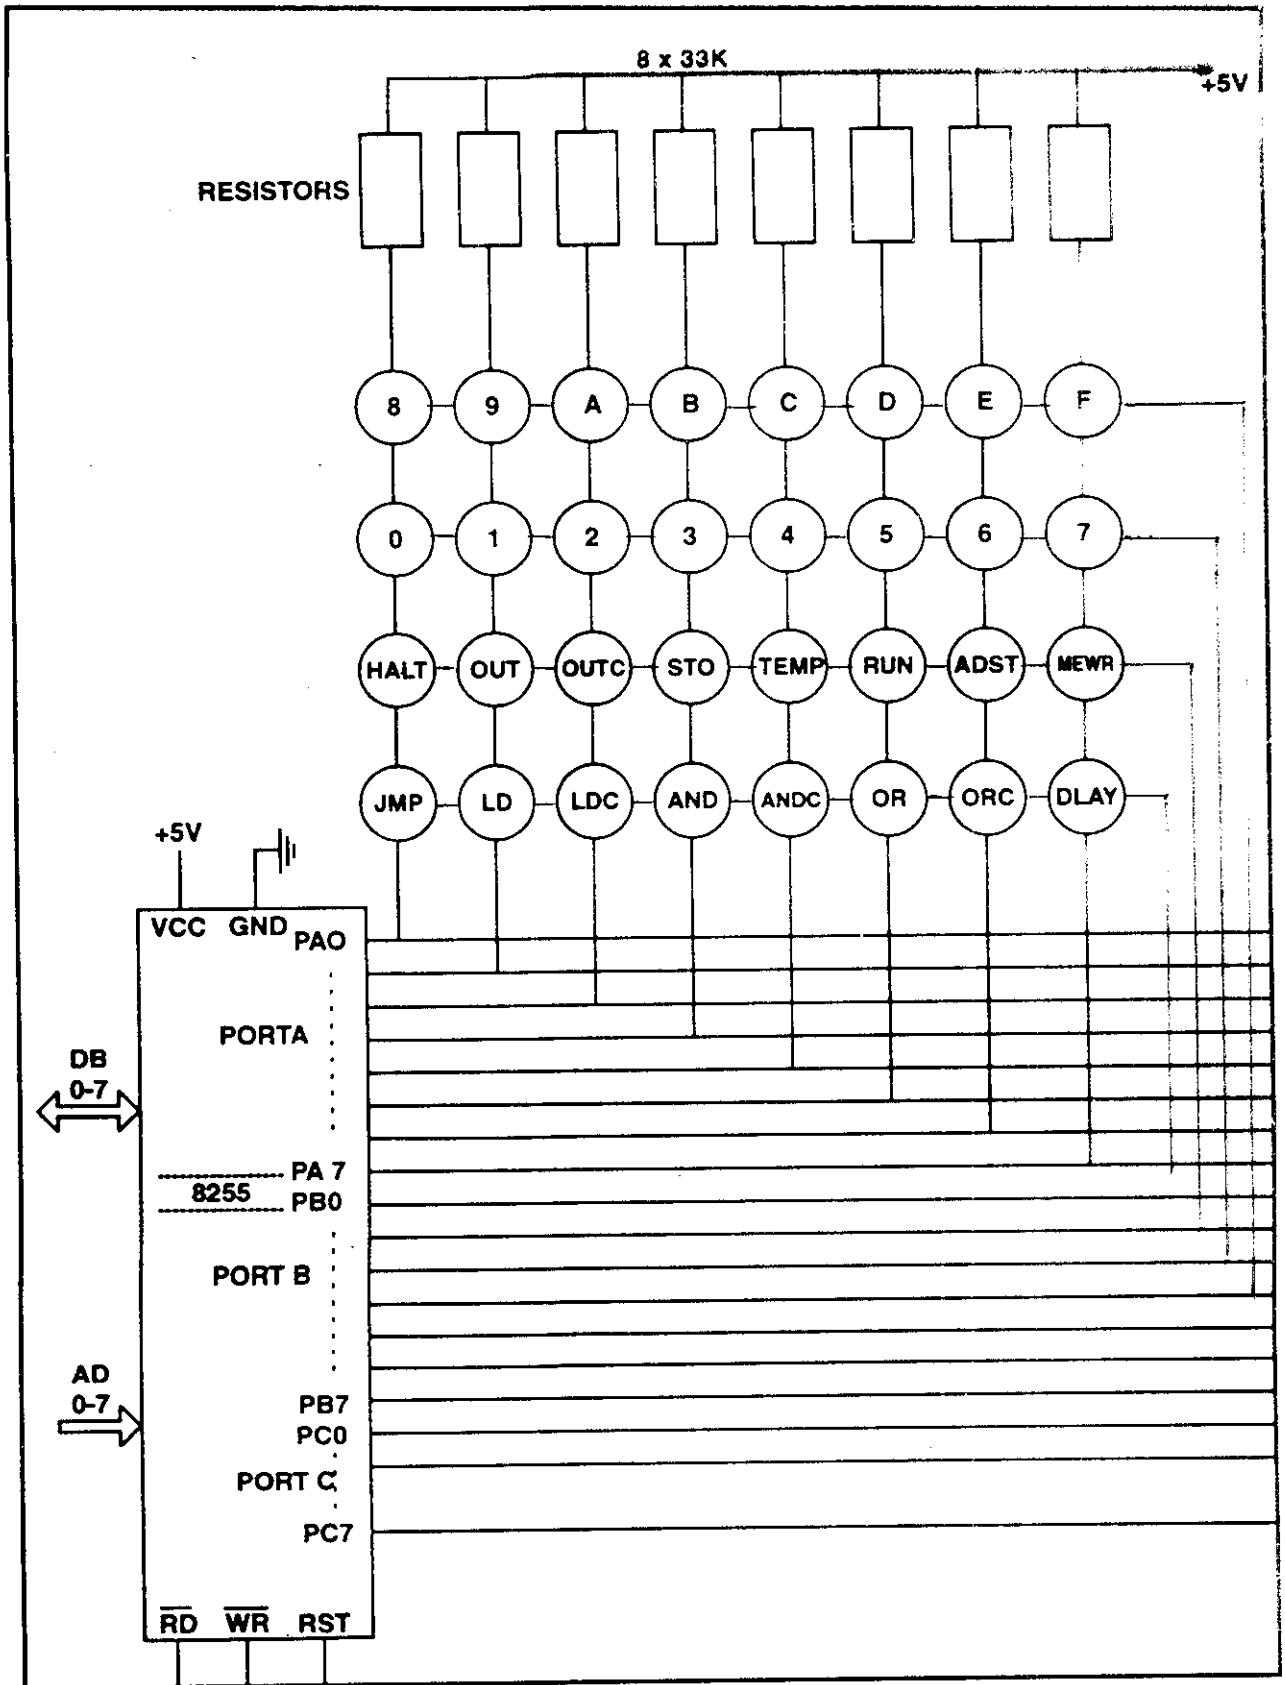 8 x 33K
+5V
RESISTORS
8 9 A B C D E F
0 1 2 3 4 5 6 7
HALT OUT OUTC STO TEMP RUN ADST MEWR
JMP LD LDC AND ANDC OR ORC DLAY
+5V
VCC GND PAO
PORTA
DB
0-7
PA 7
8255
PB0
PORT B
AD
0-7
PB7
PC0
PORT C
PC7
RD WR RST